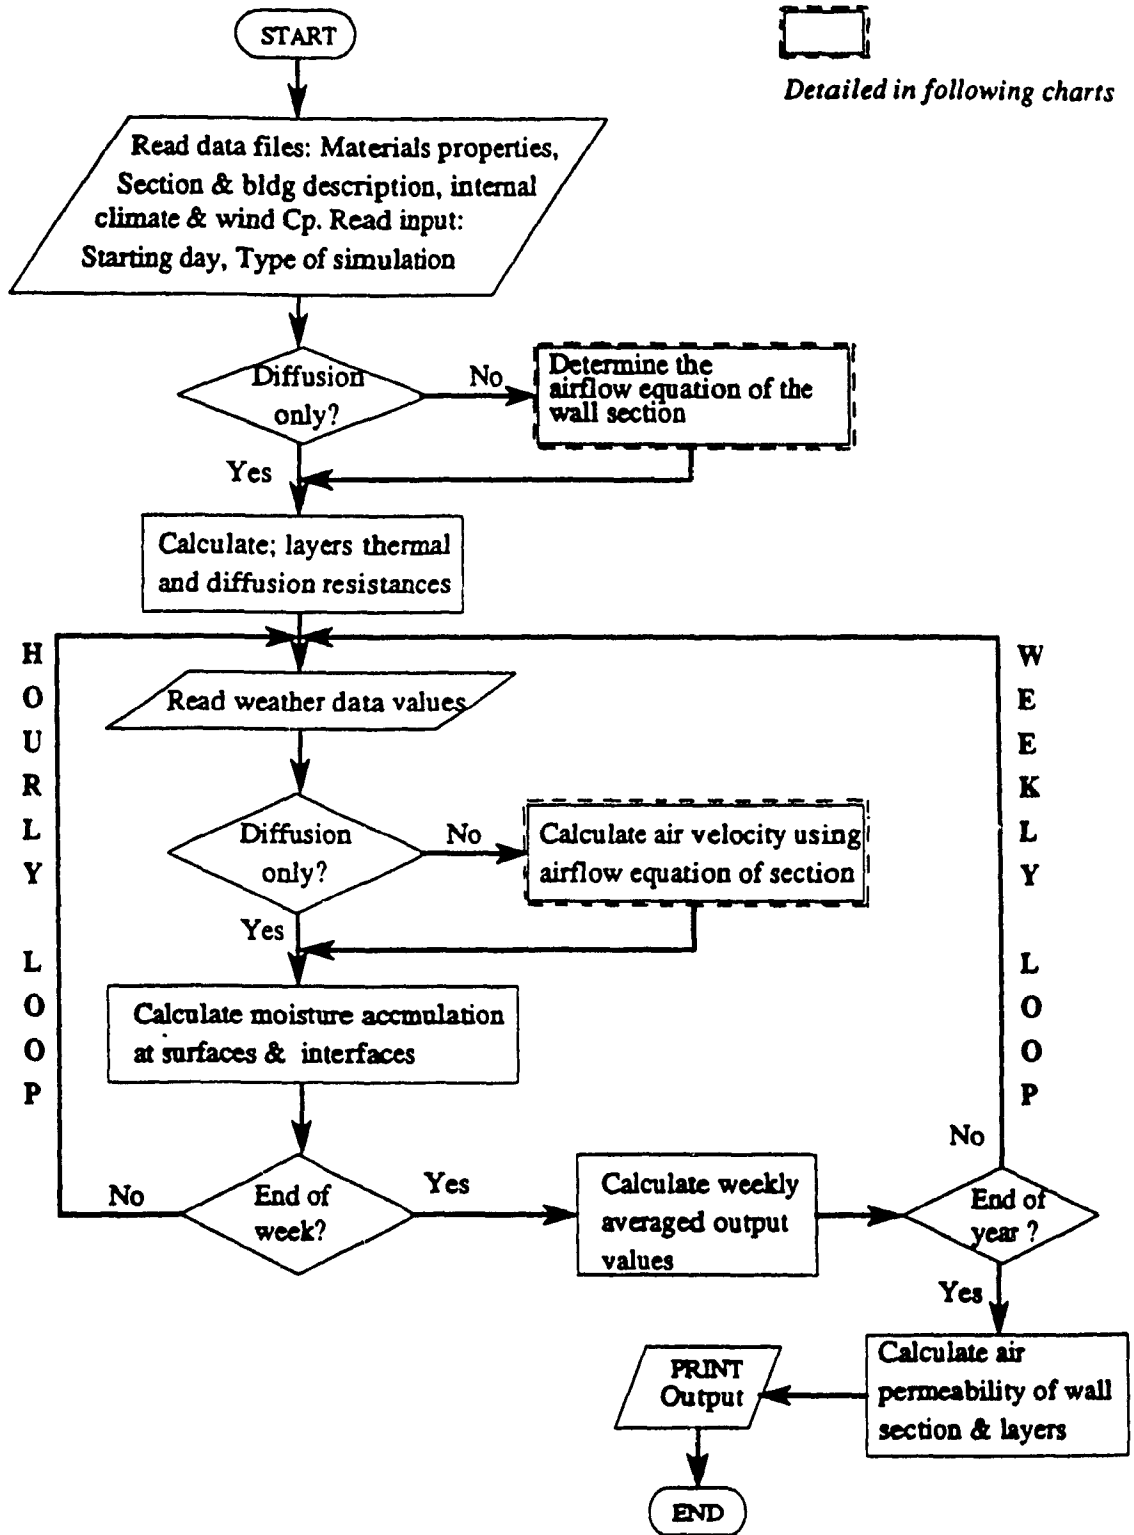 START
Detailed in following charts
Read data files: Materials properties,
Section & bldg description, internal
climate & wind Cp. Read input:
Starting day, Type of simulation
Diffusion
only?
No
Determine the
airflow equation of the
wall section
Yes
Calculate; layers thermal
and diffusion resistances
HOURLY LOOP
WEEKLY LOOP
Read weather data values
Diffusion
only?
No
Calculate air velocity using
airflow equation of section
Yes
Calculate moisture accmulation
at surfaces & interfaces
No
End of
week?
Yes
Calculate weekly
averaged output
values
No
End of
year ?
Yes
Calculate air
permeability of wall
section & layers
PRINT
Output
END